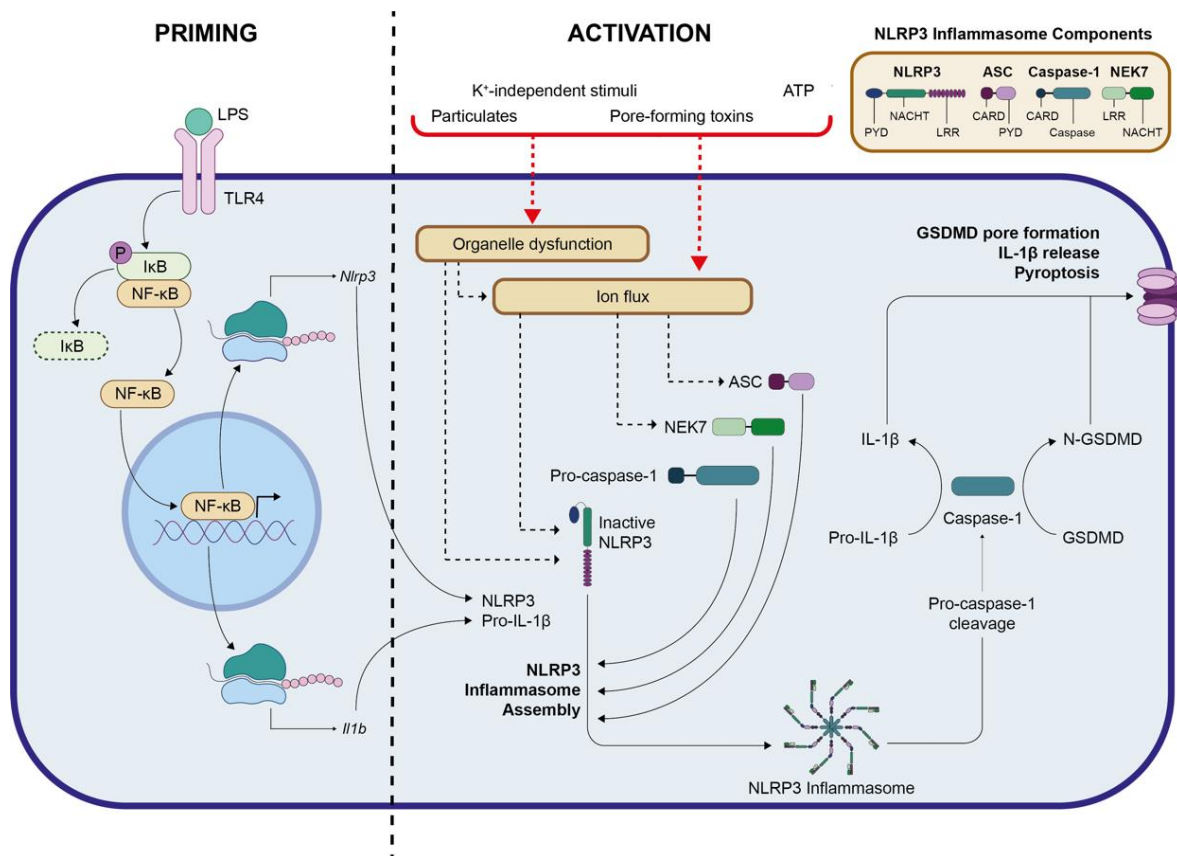 PRIMING
ACTIVATION
NLRP3 Inflammasome Components
NLRP3
ASC
Caspase-1
NEK7
PYD
NACHT
LRR
CARD
PYD
CARD
Caspase
LRR
NACHT
K⁺-independent stimuli
ATP
Particulates
Pore-forming toxins
LPS
TLR4
P
IκB
NF-κB
IκB
NF-κB
NF-κB
Nlrp3
Il1b
Organelle dysfunction
Ion flux
ASC
NEK7
Pro-caspase-1
Inactive
NLRP3
NLRP3
Pro-IL-1β
NLRP3
Inflammasome
Assembly
NLRP3 Inflammasome
Pro-caspase-1
cleavage
Caspase-1
Pro-IL-1β
IL-1β
GSDMD
N-GSDMD
GSDMD pore formation
IL-1β release
Pyroptosis